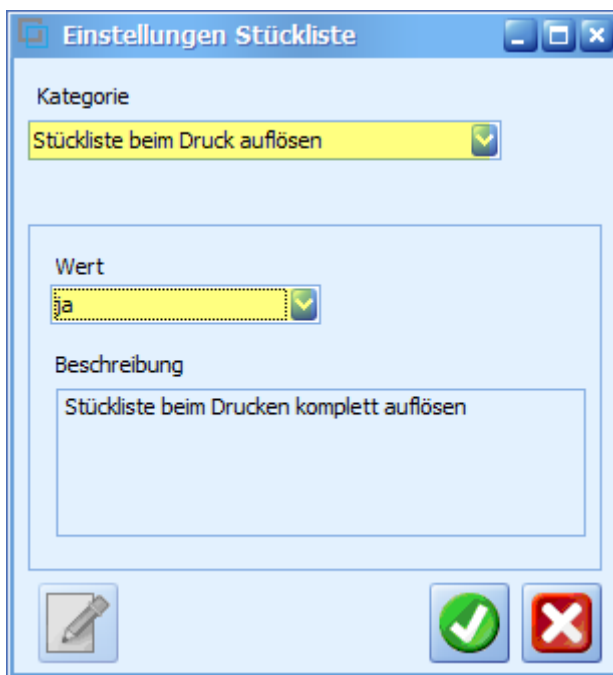 Einstellungen Stückliste
Kategorie
Stückliste beim Druck auflösen
Wert
ja
Beschreibung
Stückliste beim Drucken komplett auflösen